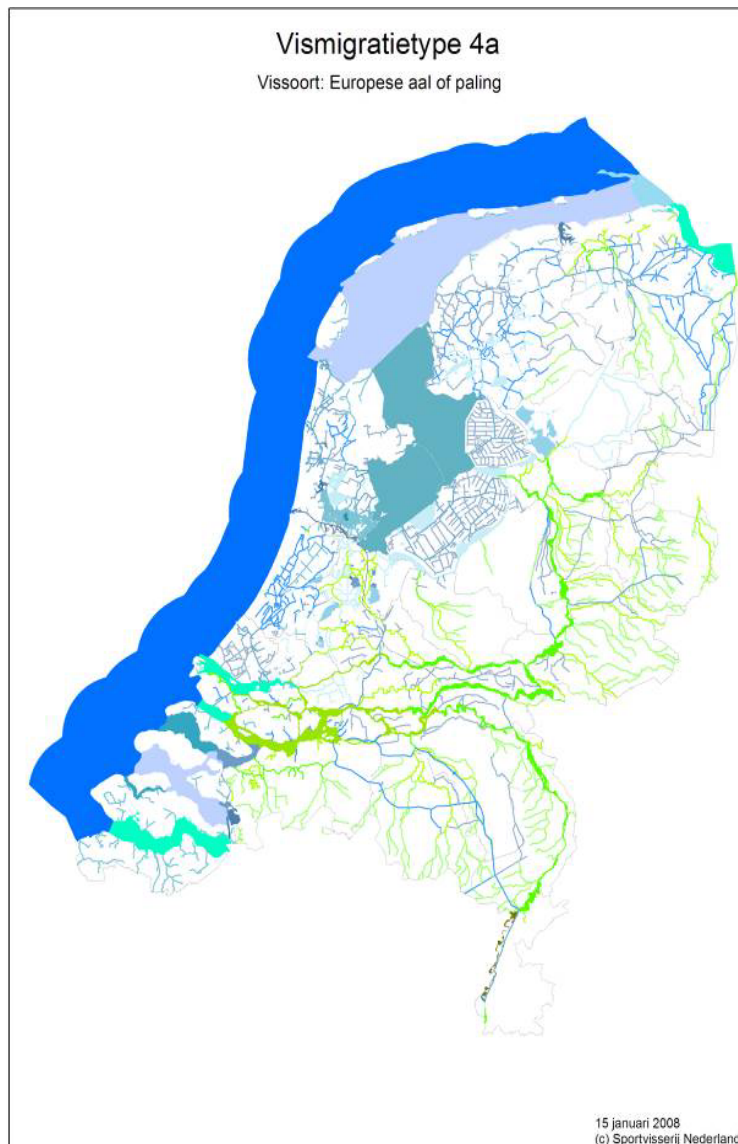 Vismigratietype 4a
Vissoort: Europese aal of paling
15 januari 2008
(c) Sportvisserij Nederland